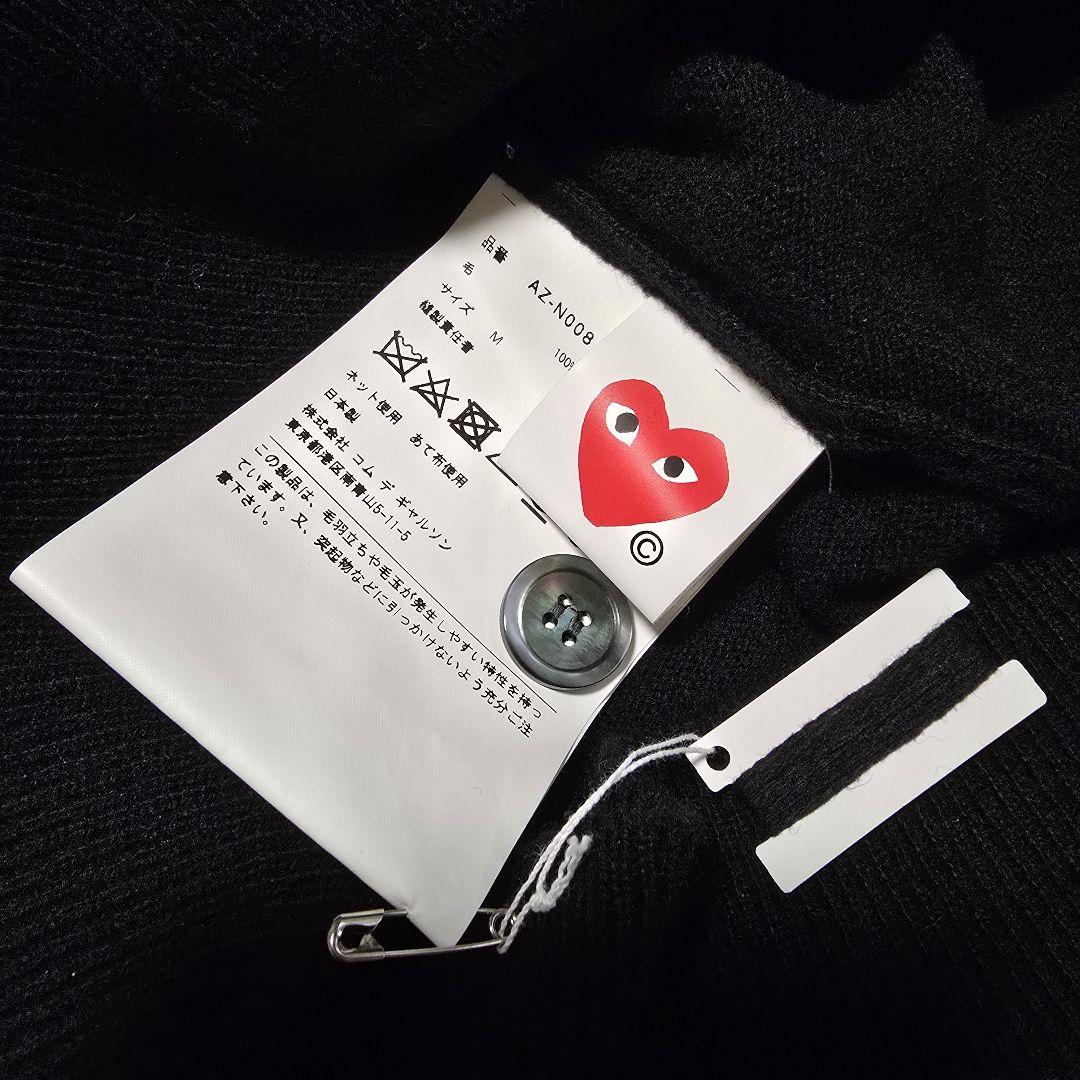 品番 AZ-N008
毛 100%
サイズ M
縫製責任者
ネット使用 あて布使用
日本製
株式会社 コム デ ギャルソン
東京都港区南青山5-11-5
この製品は、毛羽立ちや毛玉が発生しやすい特性を持っ
ています。又、突起物などに引っかけないよう充分ご注
意下さい。
©